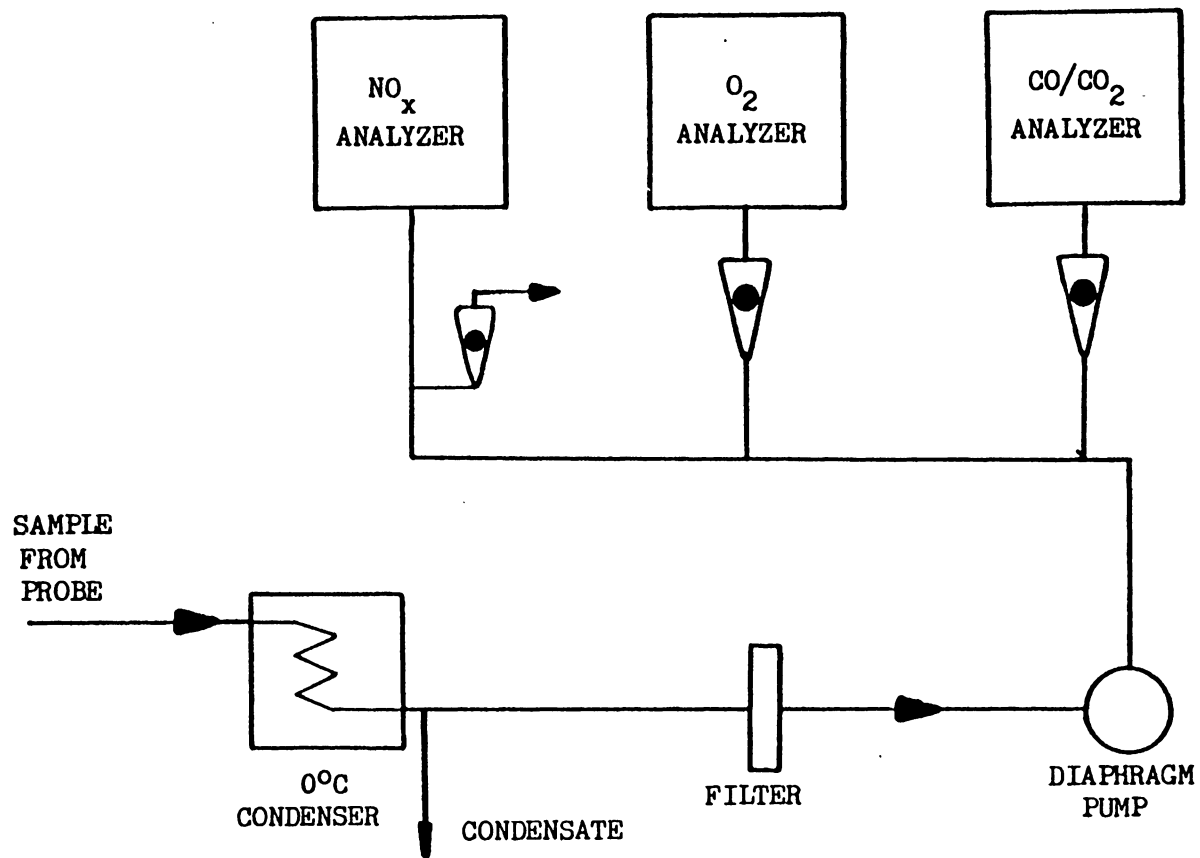 NOx
ANALYZER
O2
ANALYZER
CO/CO2
ANALYZER
SAMPLE
FROM
PROBE
0°C
CONDENSER
CONDENSATE
FILTER
DIAPHRAGM
PUMP